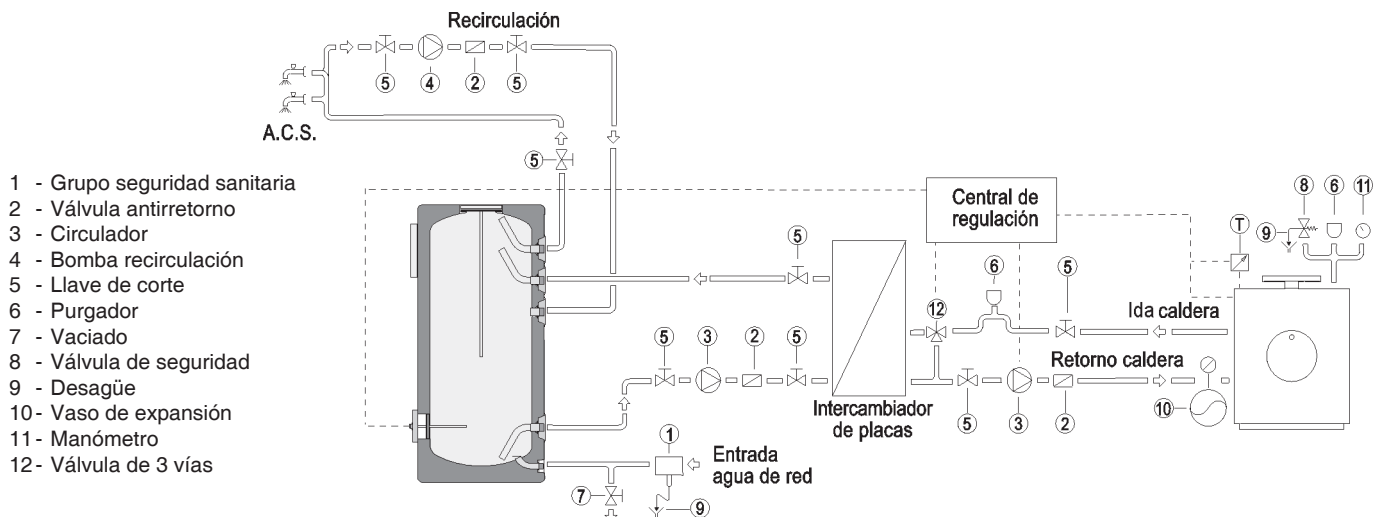 Recirculación
5
4
2
5
A.C.S.
5
1 - Grupo seguridad sanitaria
2 - Válvula antirretorno
3 - Circulador
4 - Bomba recirculación
5 - Llave de corte
6 - Purgador
7 - Vaciado
8 - Válvula de seguridad
9 - Desagüe
10 - Vaso de expansión
11 - Manómetro
12 - Válvula de 3 vías
Central de
regulación
8
6
11
9
T
5
6
5
12
Ida caldera
5
3
2
5
Retorno caldera
Intercambiador
de placas
5
3
2
10
1
Entrada
agua de red
7
9